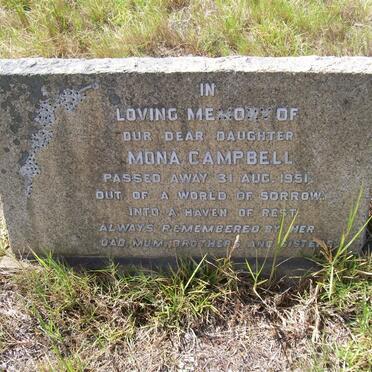 IN
LOVING MEMORY OF
OUR DEAR DAUGHTER
MONA CAMPBELL
PASSED AWAY 31 AUG. 1951.
OUT OF A WORLD OF SORROW.
INTO A HAVEN OF REST.
ALWAYS REMEMBERED BY HER
DAD, MUM, BROTHERS AND SISTERS